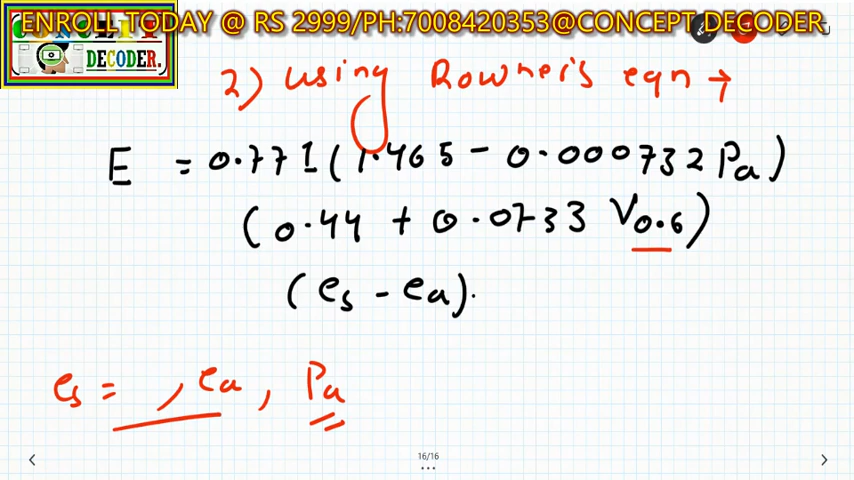 ENROLL TODAY @ RS 2999/PH:7008420353@CONCEPT DECODER
DECODER.
2) using Rowher's eqn →
E = 0.771 (1.465 - 0.000732 Pa)
(0.44 + 0.0733 V0.6)
(es - ea).
es = , ea, Pa
16/16